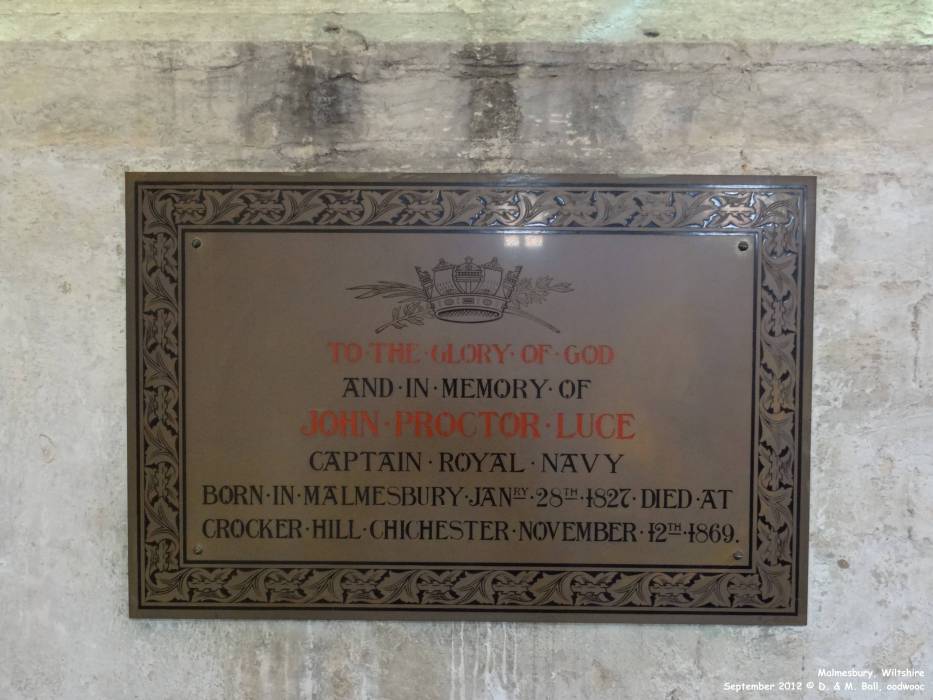 TO·THE·GLORY·OF·GOD
AND·IN·MEMORY·OF
JOHN·PROCTOR·LUCE
CAPTAIN·ROYAL·NAVY
BORN·IN·MALMESBURY·JANRY·28TH·1827·DIED·AT
CROCKER·HILL·CHICHESTER·NOVEMBER·12TH·1869.
Malmesbury, Wiltshire
September 2012 © D. & M. Ball, oodwooc